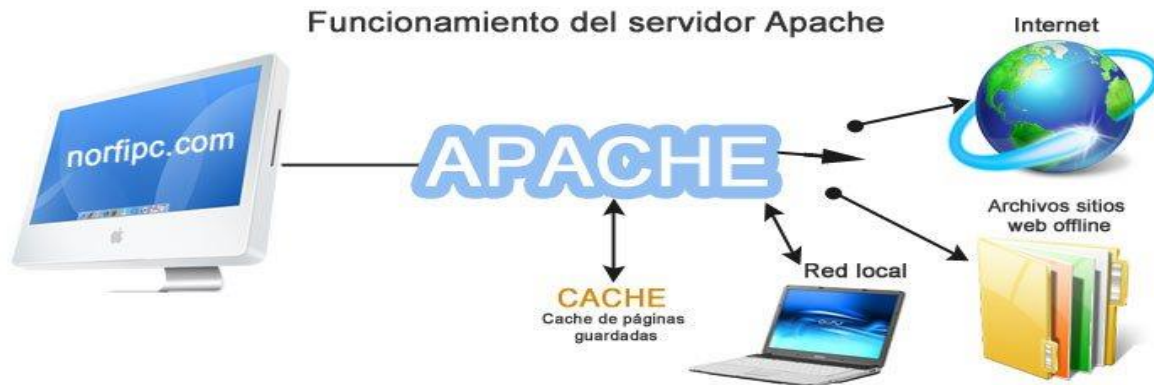 Funcionamiento del servidor Apache
Internet
norfipc.com
APACHE
Archivos sitios
web offline
Red local
CACHE
Cache de páginas
guardadas